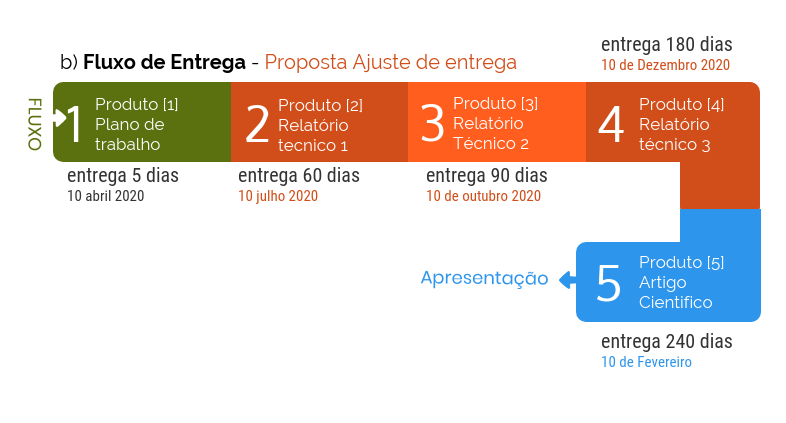 b) Fluxo de Entrega - Proposta Ajuste de entrega
entrega 180 dias
10 de Dezembro 2020
FLUXO
1
Produto [1]
Plano de
trabalho
2
Produto [2]
Relatório
tecnico 1
3
Produto [3]
Relatório
Técnico 2
4
Produto [4]
Relatório
técnico 3
entrega 5 dias
10 abril 2020
entrega 60 dias
10 julho 2020
entrega 90 dias
10 de outubro 2020
Apresentação
5
Produto [5]
Artigo
Cientifico
entrega 240 dias
10 de Fevereiro